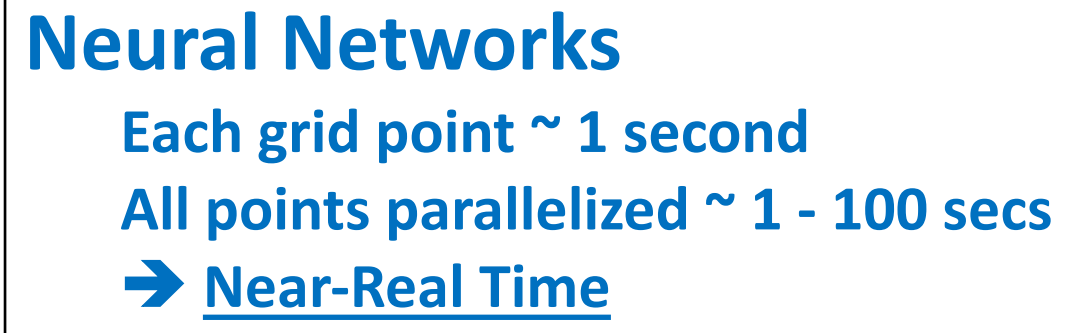 Neural Networks
Each grid point ~ 1 second
All points parallelized ~ 1 - 100 secs
➔ Near-Real Time